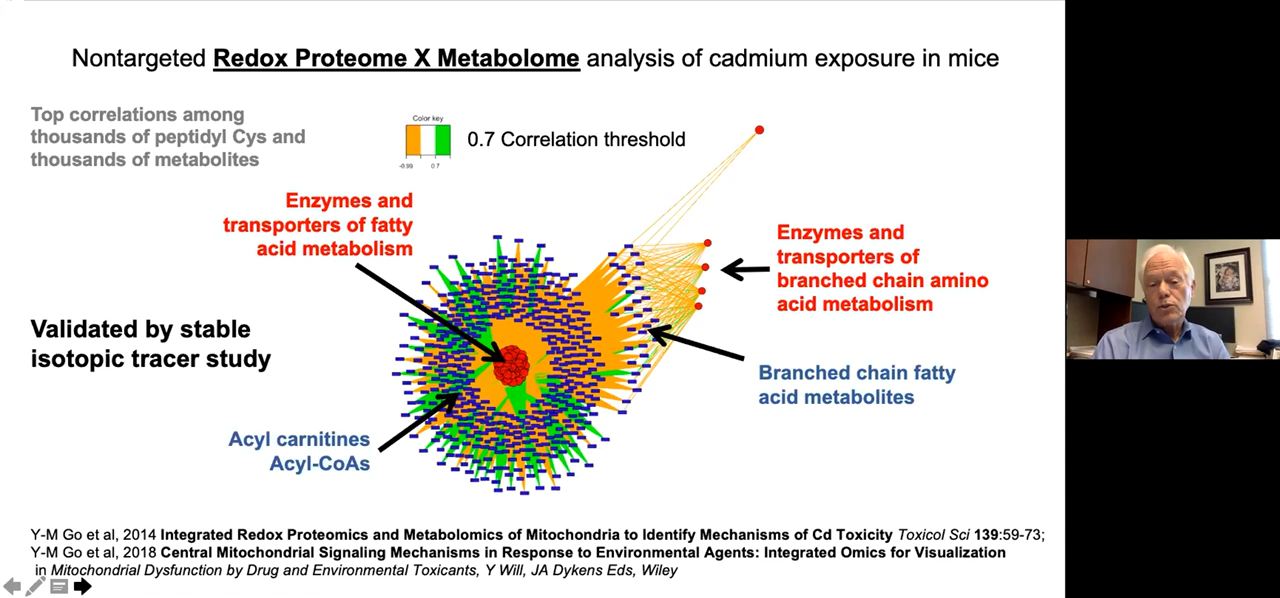 Nontargeted Redox Proteome X Metabolome analysis of cadmium exposure in mice
Top correlations among
thousands of peptidyl Cys and
thousands of metabolites
Color key
-0.99 0.7
0.7 Correlation threshold
Enzymes and
transporters of fatty
acid metabolism
Enzymes and
transporters of
branched chain amino
acid metabolism
Validated by stable
isotopic tracer study
Branched chain fatty
acid metabolites
Acyl carnitines
Acyl-CoAs
Y-M Go et al, 2014 Integrated Redox Proteomics and Metabolomics of Mitochondria to Identify Mechanisms of Cd Toxicity Toxicol Sci 139:59-73;
Y-M Go et al, 2018 Central Mitochondrial Signaling Mechanisms in Response to Environmental Agents: Integrated Omics for Visualization
in Mitochondrial Dysfunction by Drug and Environmental Toxicants, Y Will, JA Dykens Eds, Wiley